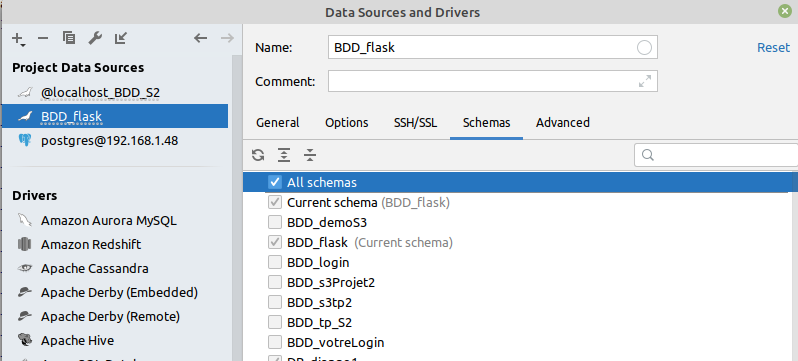 Data Sources and Drivers
Project Data Sources
@localhost_BDD_S2
BDD_flask
postgres@192.168.1.48
Drivers
Amazon Aurora MySQL
Amazon Redshift
Apache Cassandra
Apache Derby (Embedded)
Apache Derby (Remote)
Apache Hive
Name: BDD_flask Reset
Comment:
General Options SSH/SSL Schemas Advanced
All schemas
Current schema (BDD_flask)
BDD_demoS3
BDD_flask (Current schema)
BDD_login
BDD_s3Projet2
BDD_s3tp2
BDD_tp_S2
BDD_votreLogin